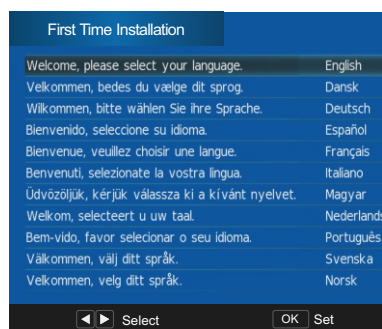 First Time Installation
Welcome, please select your language. English
Velkommen, bedes du vælge dit sprog. Dansk
Wilkommen, bitte wählen Sie ihre Sprache. Deutsch
Bienvenido, seleccione su idioma. Español
Bienvenue, veuillez choisir une langue. Français
Benvenuti, selezionate la vostra lingua. Italiano
Üdvözöljük, kérjük válassza ki a kívánt nyelvet. Magyar
Welkom, selecteert u uw taal. Nederlands
Bem-vido, favor selecionar o seu idioma. Português
Välkommen, välj ditt språk. Svenska
Velkommen, velg ditt språk. Norsk
Select OK Set